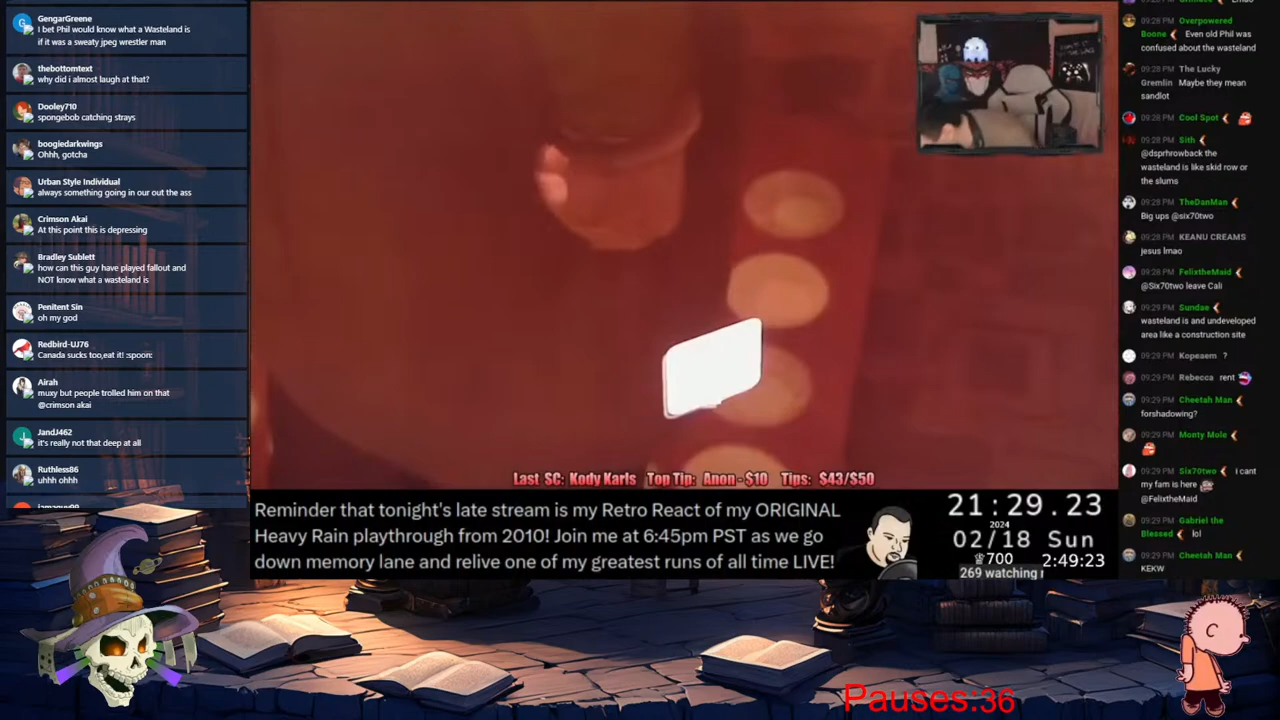 GengarGreene
I bet Phil would know what a Wasteland is
if it was a sweaty jpeg wrestler man
thebottomtext
why did i almost laugh at that?
Dooley710
spongebob catching strays
boogiedarkwings
Ohhh, gotcha
Urban Style Individual
always something going in our out the ass
Crimson Akai
At this point this is depressing
Bradley Sublett
how can this guy have played fallout and
NOT know what a wasteland is
Penitent Sin
oh my god
Redbird-UJ76
Canada sucks too,eat it! :spoon:
Airah
muxy but people trolled him on that
@crimson akai
JandJ462
it's really not that deep at all
Ruthless86
uhhh ohhh
Last SC: Kody Karls Top Tip: Anon - $10 Tips: $43/$50
Reminder that tonight's late stream is my Retro React of my ORIGINAL
Heavy Rain playthrough from 2010! Join me at 6:45pm PST as we go
down memory lane and relive one of my greatest runs of all time LIVE!
21:29.23
2024
02/18 Sun
700
2:49:23
269 watching
09:28 PM Overpowered
Boone Even old Phil was
confused about the wasteland
09:28 PM The Lucky
Gremlin Maybe they mean
sandlot
09:28 PM Cool Spot
09:28 PM Sith
@dsprhrowback the
wasteland is like skid row or
the slums
09:28 PM TheDanMan
Big ups @six70two
09:28 PM KEANU CREAMS
jesus lmao
09:28 PM FelixtheMaid
@Six70two leave Cali
09:29 PM Sundae
wasteland is and undeveloped
area like a construction site
09:29 PM Kopeaem ?
09:29 PM Rebecca rent
09:29 PM Cheetah Man
forshadowing?
09:29 PM Monty Mole
09:29 PM Six70two i cant
my fam is here
@FelixtheMaid
09:29 PM Gabriel the
Blessed lol
09:29 PM Cheetah Man
KEKW
Pauses:36